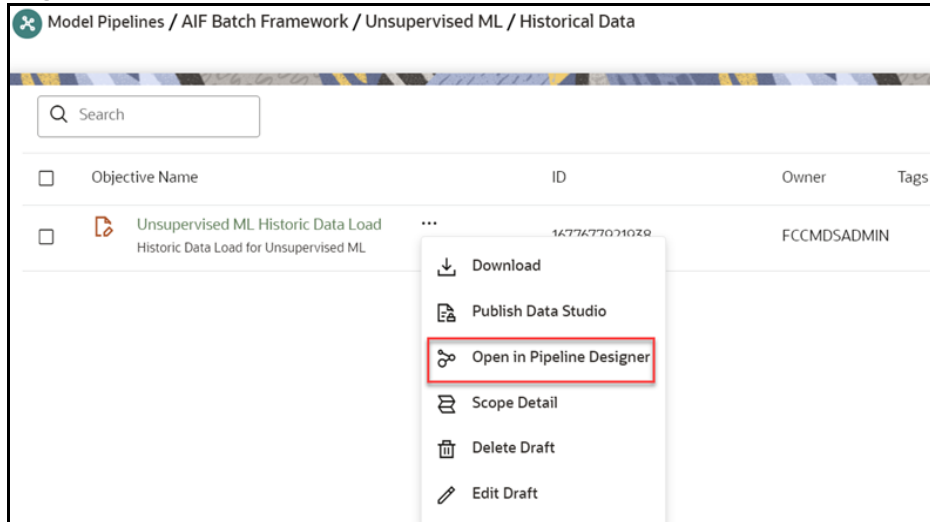 Model Pipelines / AIF Batch Framework / Unsupervised ML / Historical Data
Search
Objective Name ID Owner Tags
Unsupervised ML Historic Data Load ... 1677677921938 FCCMDSADMIN
Historic Data Load for Unsupervised ML
Download
Publish Data Studio
Open in Pipeline Designer
Scope Detail
Delete Draft
Edit Draft